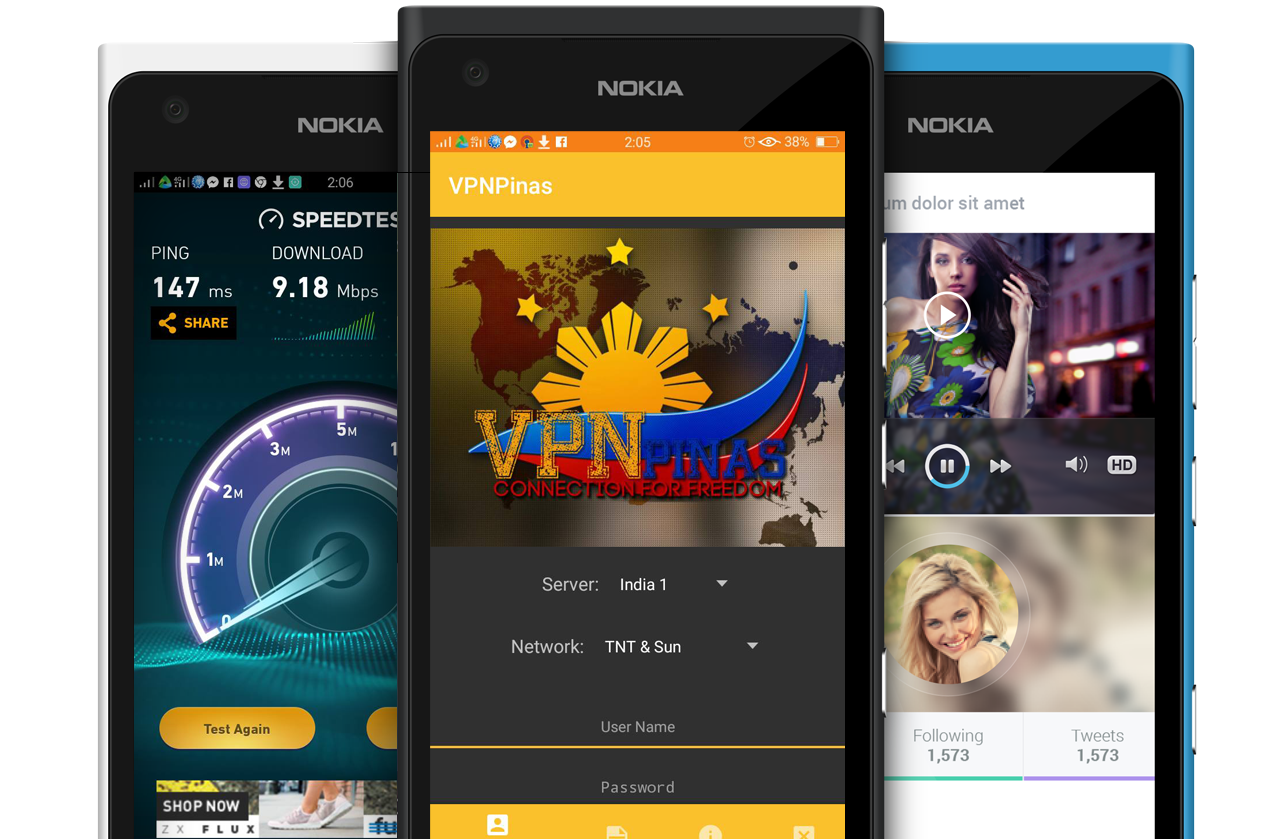 NOKIA
2:06
SPEEDTES
PING
DOWNLOAD
147 ms
9.18 Mbps
SHARE
5M
3M
2M
1M
0
Test Again
SHOP NOW
ZX FLUX
NOKIA
2:05
38%
VPNPinas
VPN
PINAS
CONNECTION FOR FREEDOM
Server: India 1
Network: TNT & Sun
User Name
Password
NOKIA
um dolor sit amet
HD
Following
1,573
Tweets
1,573